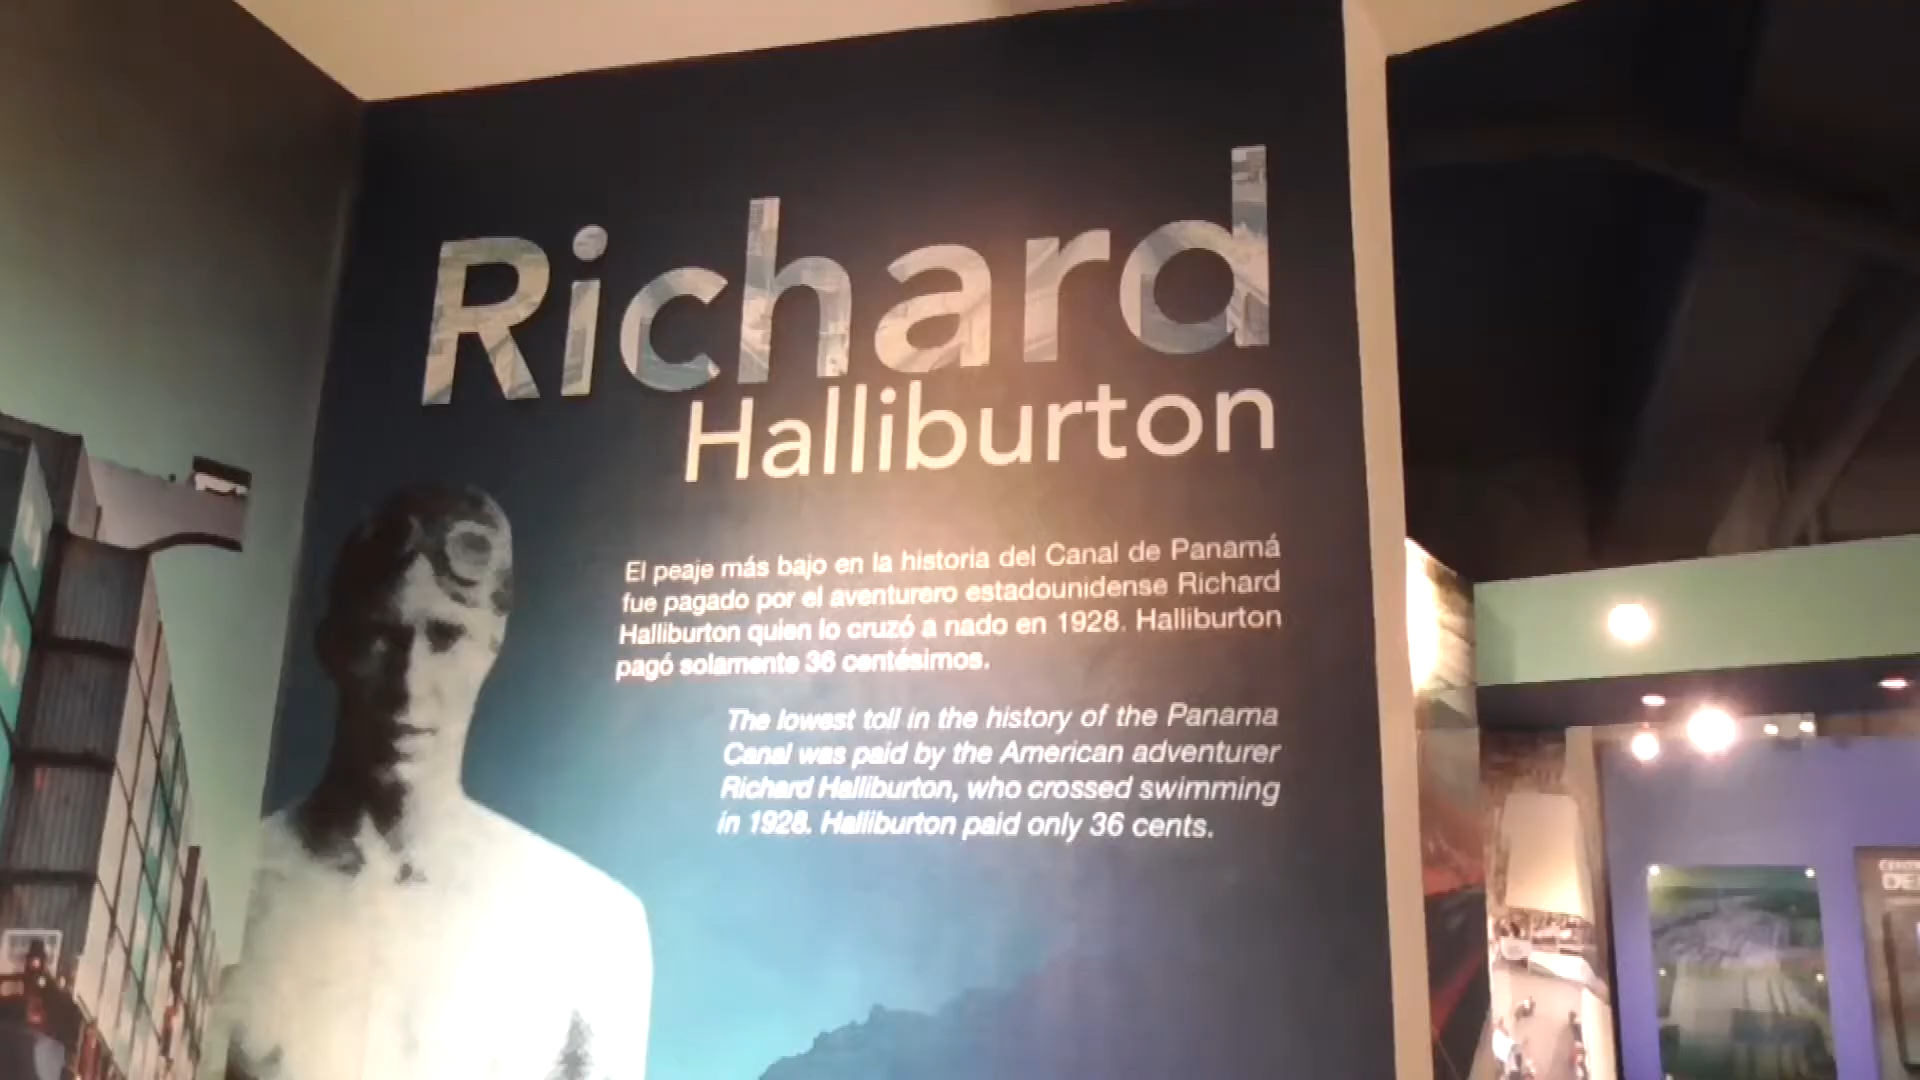 Richard
Halliburton
El peaje más bajo en la historia del Canal de Panamá
fue pagado por el aventurero estadounidense Richard
Halliburton quien lo cruzó a nado en 1928. Halliburton
pagó solamente 36 centésimos.
The lowest toll in the history of the Panama
Canal was paid by the American adventurer
Richard Halliburton, who crossed swimming
in 1928. Halliburton paid only 36 cents.